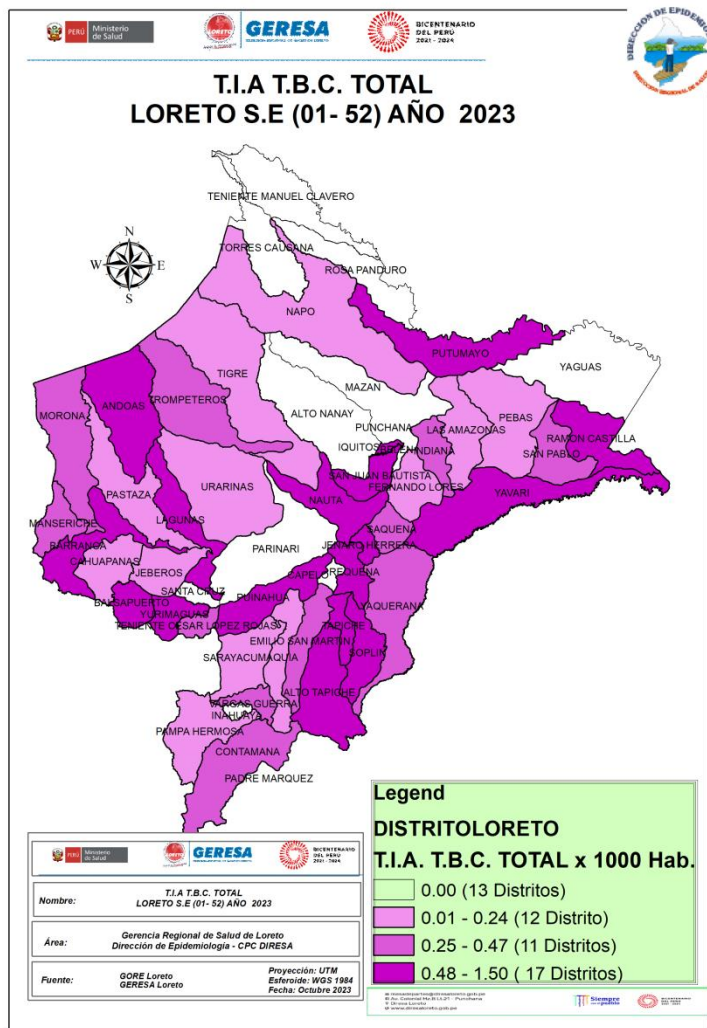 PERÚ
Ministerio
de Salud
LORETO
GERESA
BICENTENARIO
DEL PERÚ
2021 - 2024
T.I.A T.B.C. TOTAL
LORETO S.E (01- 52) AÑO 2023
N
W
E
S
TENIENTE MANUEL CLAVERO
TORRES CAUSANA
ROSA PANDURO
NAPO
PUTUMAYO
YAGUAS
TIGRE
MAZAN
ANDOAS
TROMPETEROS
MORONA
ALTO NANAY
PEBAS
PUNCHANA
LAS AMAZONAS
RAMON CASTILLA
IQUITOS
INDIANA
SAN PABLO
SAN JUAN BAUTISTA
FERNANDO LORES
URARINAS
YAVARI
PASTAZA
NAUTA
LAGUNAS
MANSERICHE
SAQUENA
BARRANCA
PARINARI
JENARO HERRERA
CAHUAPANAS
JEBEROS
CAPELO
REQUENA
SANTA CRUZ
PUINAHUA
YAQUERANA
BALSAPUERTO
YURIMAGUAS
TENIENTE CESAR LOPEZ ROJAS
TAPICHE
EMILIO SAN MARTIN
SOPLIN
SARAYACU
MAQUIA
ALTO TAPICHE
VARGAS GUERRA
INAHUAYA
PAMPA HERMOSA
CONTAMANA
PADRE MARQUEZ
Legend
DISTRITOLORETO
T.I.A. T.B.C. TOTAL x 1000 Hab.
0.00 (13 Distritos)
0.01 - 0.24 (12 Distrito)
0.25 - 0.47 (11 Distritos)
0.48 - 1.50 ( 17 Distritos)
PERÚ
Ministerio
de Salud
LORETO
GERESA
BICENTENARIO
DEL PERÚ
2021 - 2024
Nombre:
T.I.A T.B.C. TOTAL
LORETO S.E (01- 52) AÑO 2023
Área:
Gerencia Regional de Salud de Loreto
Dirección de Epidemiología - CPC DIRESA
Fuente:
GORE Loreto
GERESA Loreto
Proyección: UTM
Esferoide: WGS 1984
Fecha: Octubre 2023
Siempre
con el pueblo